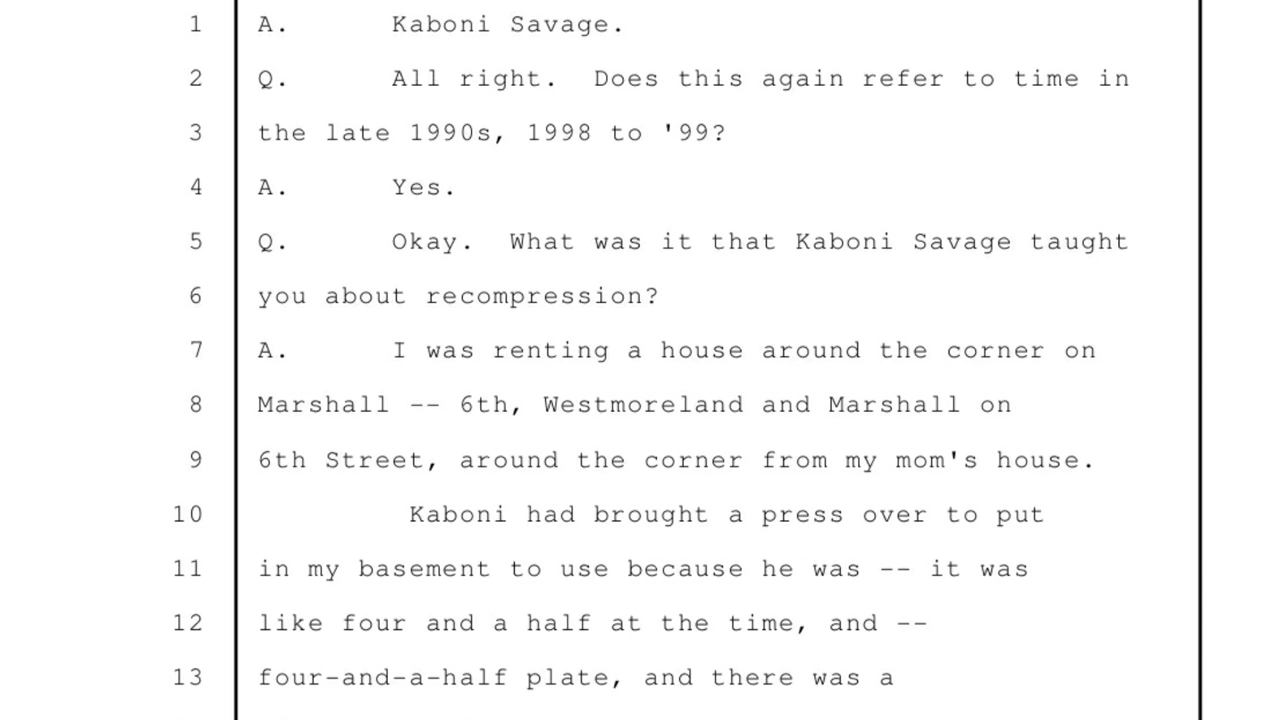 1 A. Kaboni Savage.
2 Q. All right. Does this again refer to time in
3 the late 1990s, 1998 to '99?
4 A. Yes.
5 Q. Okay. What was it that Kaboni Savage taught
6 you about recompression?
7 A. I was renting a house around the corner on
8 Marshall -- 6th, Westmoreland and Marshall on
9 6th Street, around the corner from my mom's house.
10 Kaboni had brought a press over to put
11 in my basement to use because he was -- it was
12 like four and a half at the time, and --
13 four-and-a-half plate, and there was a